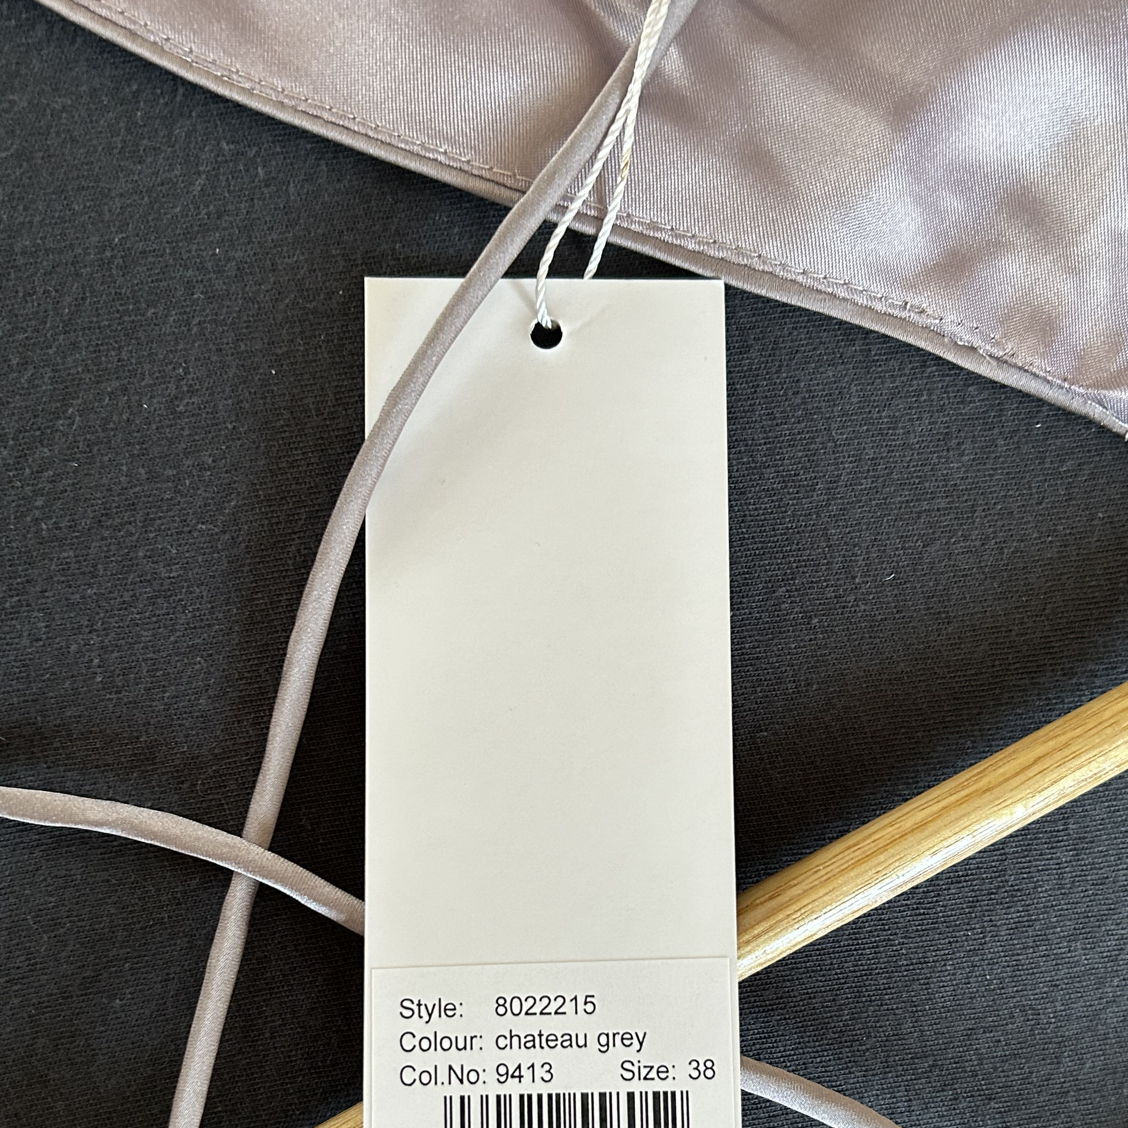 Style: 8022215
Colour: chateau grey
Col.No: 9413 Size: 38